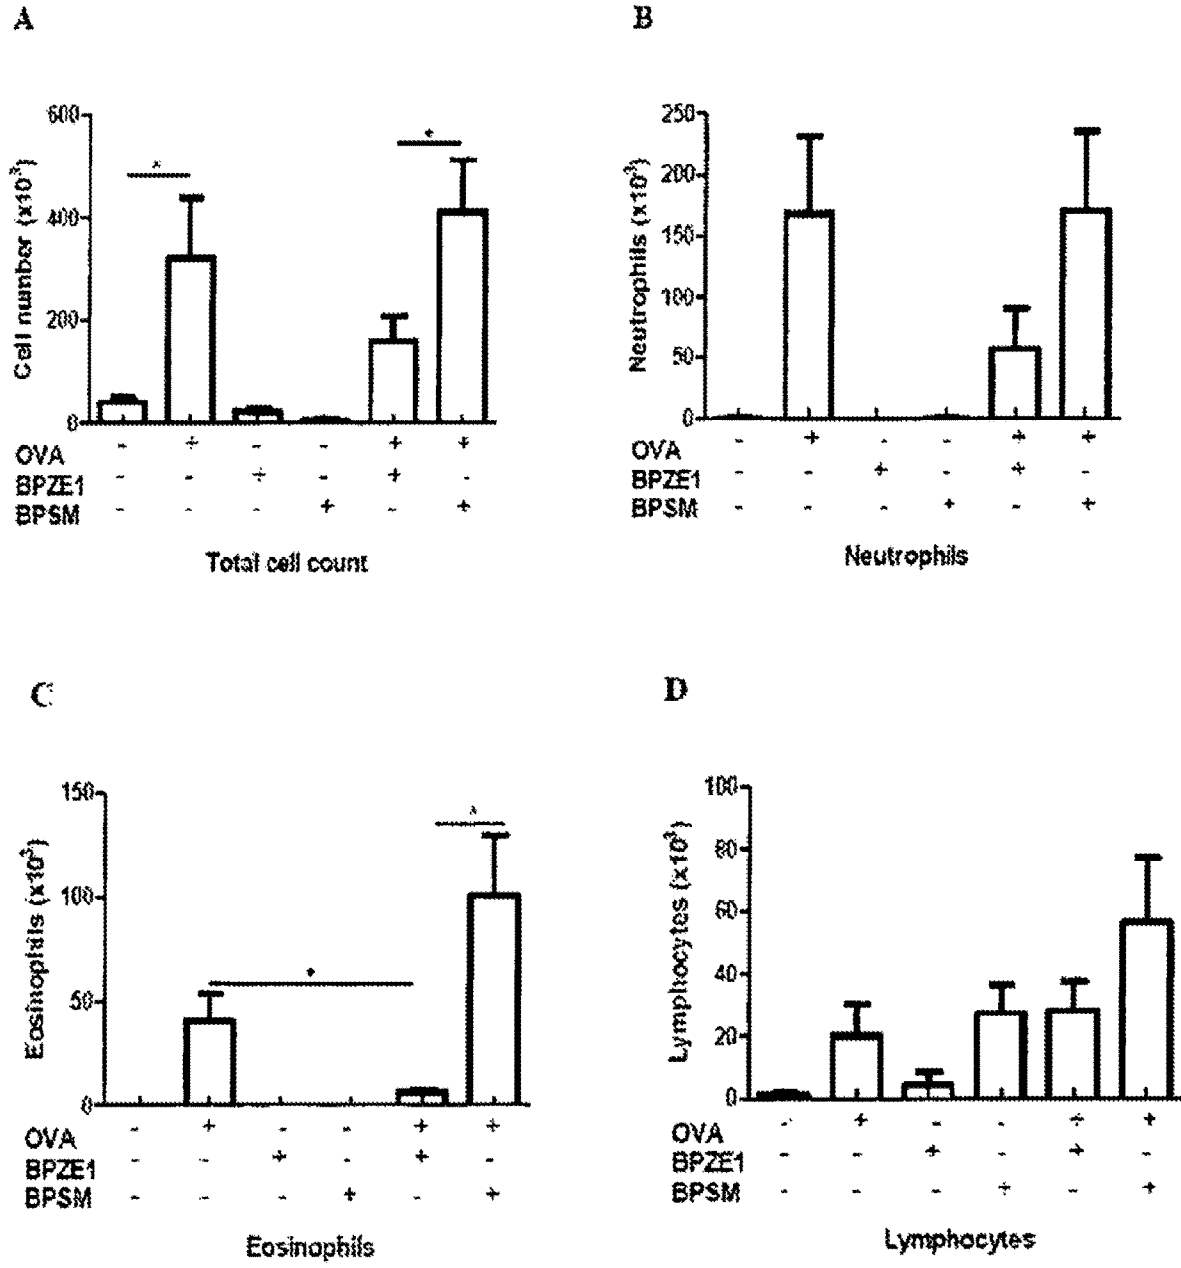 A
600
400
200
0
Cell number (x10³)
*
*
OVA - + - - + +
BPZE1 - - + - + -
BPSM - - - + - +
Total cell count
B
250
200
150
100
50
0
Neutrophils (x10³)
OVA - + - - + +
BPZE1 - - + - + -
BPSM - - - + - +
Neutrophils
C
150
100
50
0
Eosinophils (x10³)
*
*
OVA - + - - + +
BPZE1 - - + - + -
BPSM - - - + - +
Eosinophils
D
100
80
60
40
20
0
Lymphocytes (x10³)
OVA - + - - + +
BPZE1 - - + - + -
BPSM - - - + - +
Lymphocytes